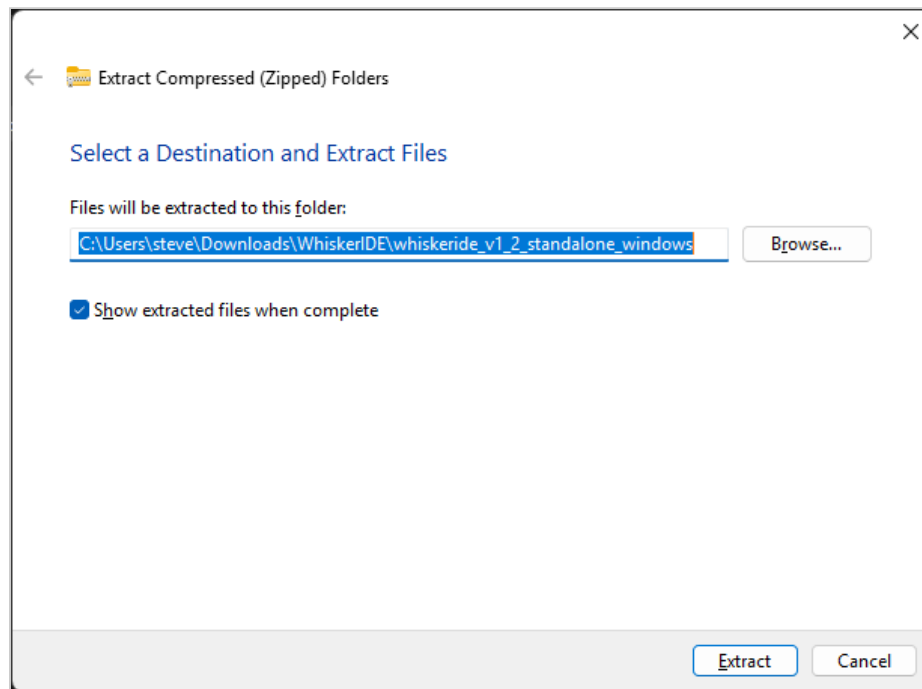 Extract Compressed (Zipped) Folders
Select a Destination and Extract Files
Files will be extracted to this folder:
C:\Users\steve\Downloads\WhiskerIDE\whiskeride_v1_2_standalone_windows
Browse...
Show extracted files when complete
Extract
Cancel